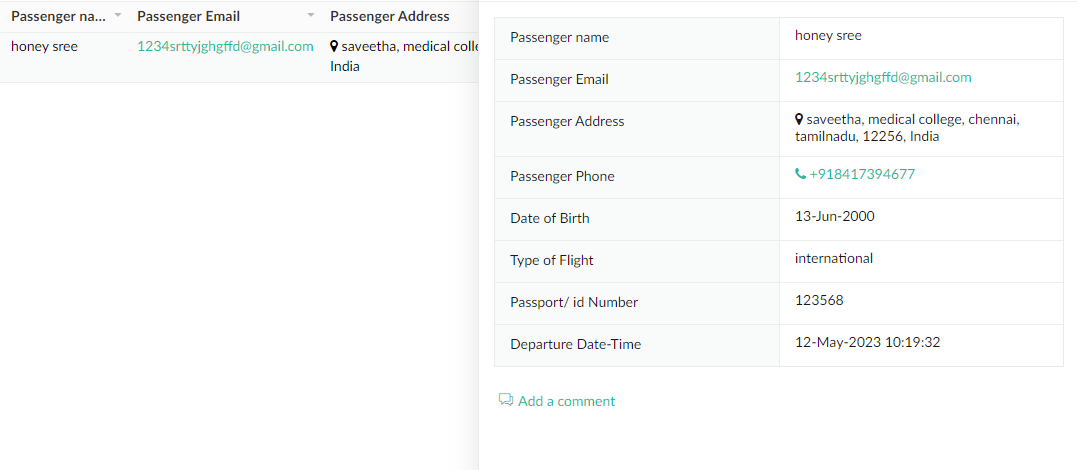 Passenger na... Passenger Email Passenger Address
honey sree 1234srttyjghgffd@gmail.com saveetha, medical colle
India
Passenger name honey sree
Passenger Email 1234srttyjghgffd@gmail.com
Passenger Address saveetha, medical college, chennai,
tamilnadu, 12256, India
Passenger Phone +918417394677
Date of Birth 13-Jun-2000
Type of Flight international
Passport/ id Number 123568
Departure Date-Time 12-May-2023 10:19:32
Add a comment